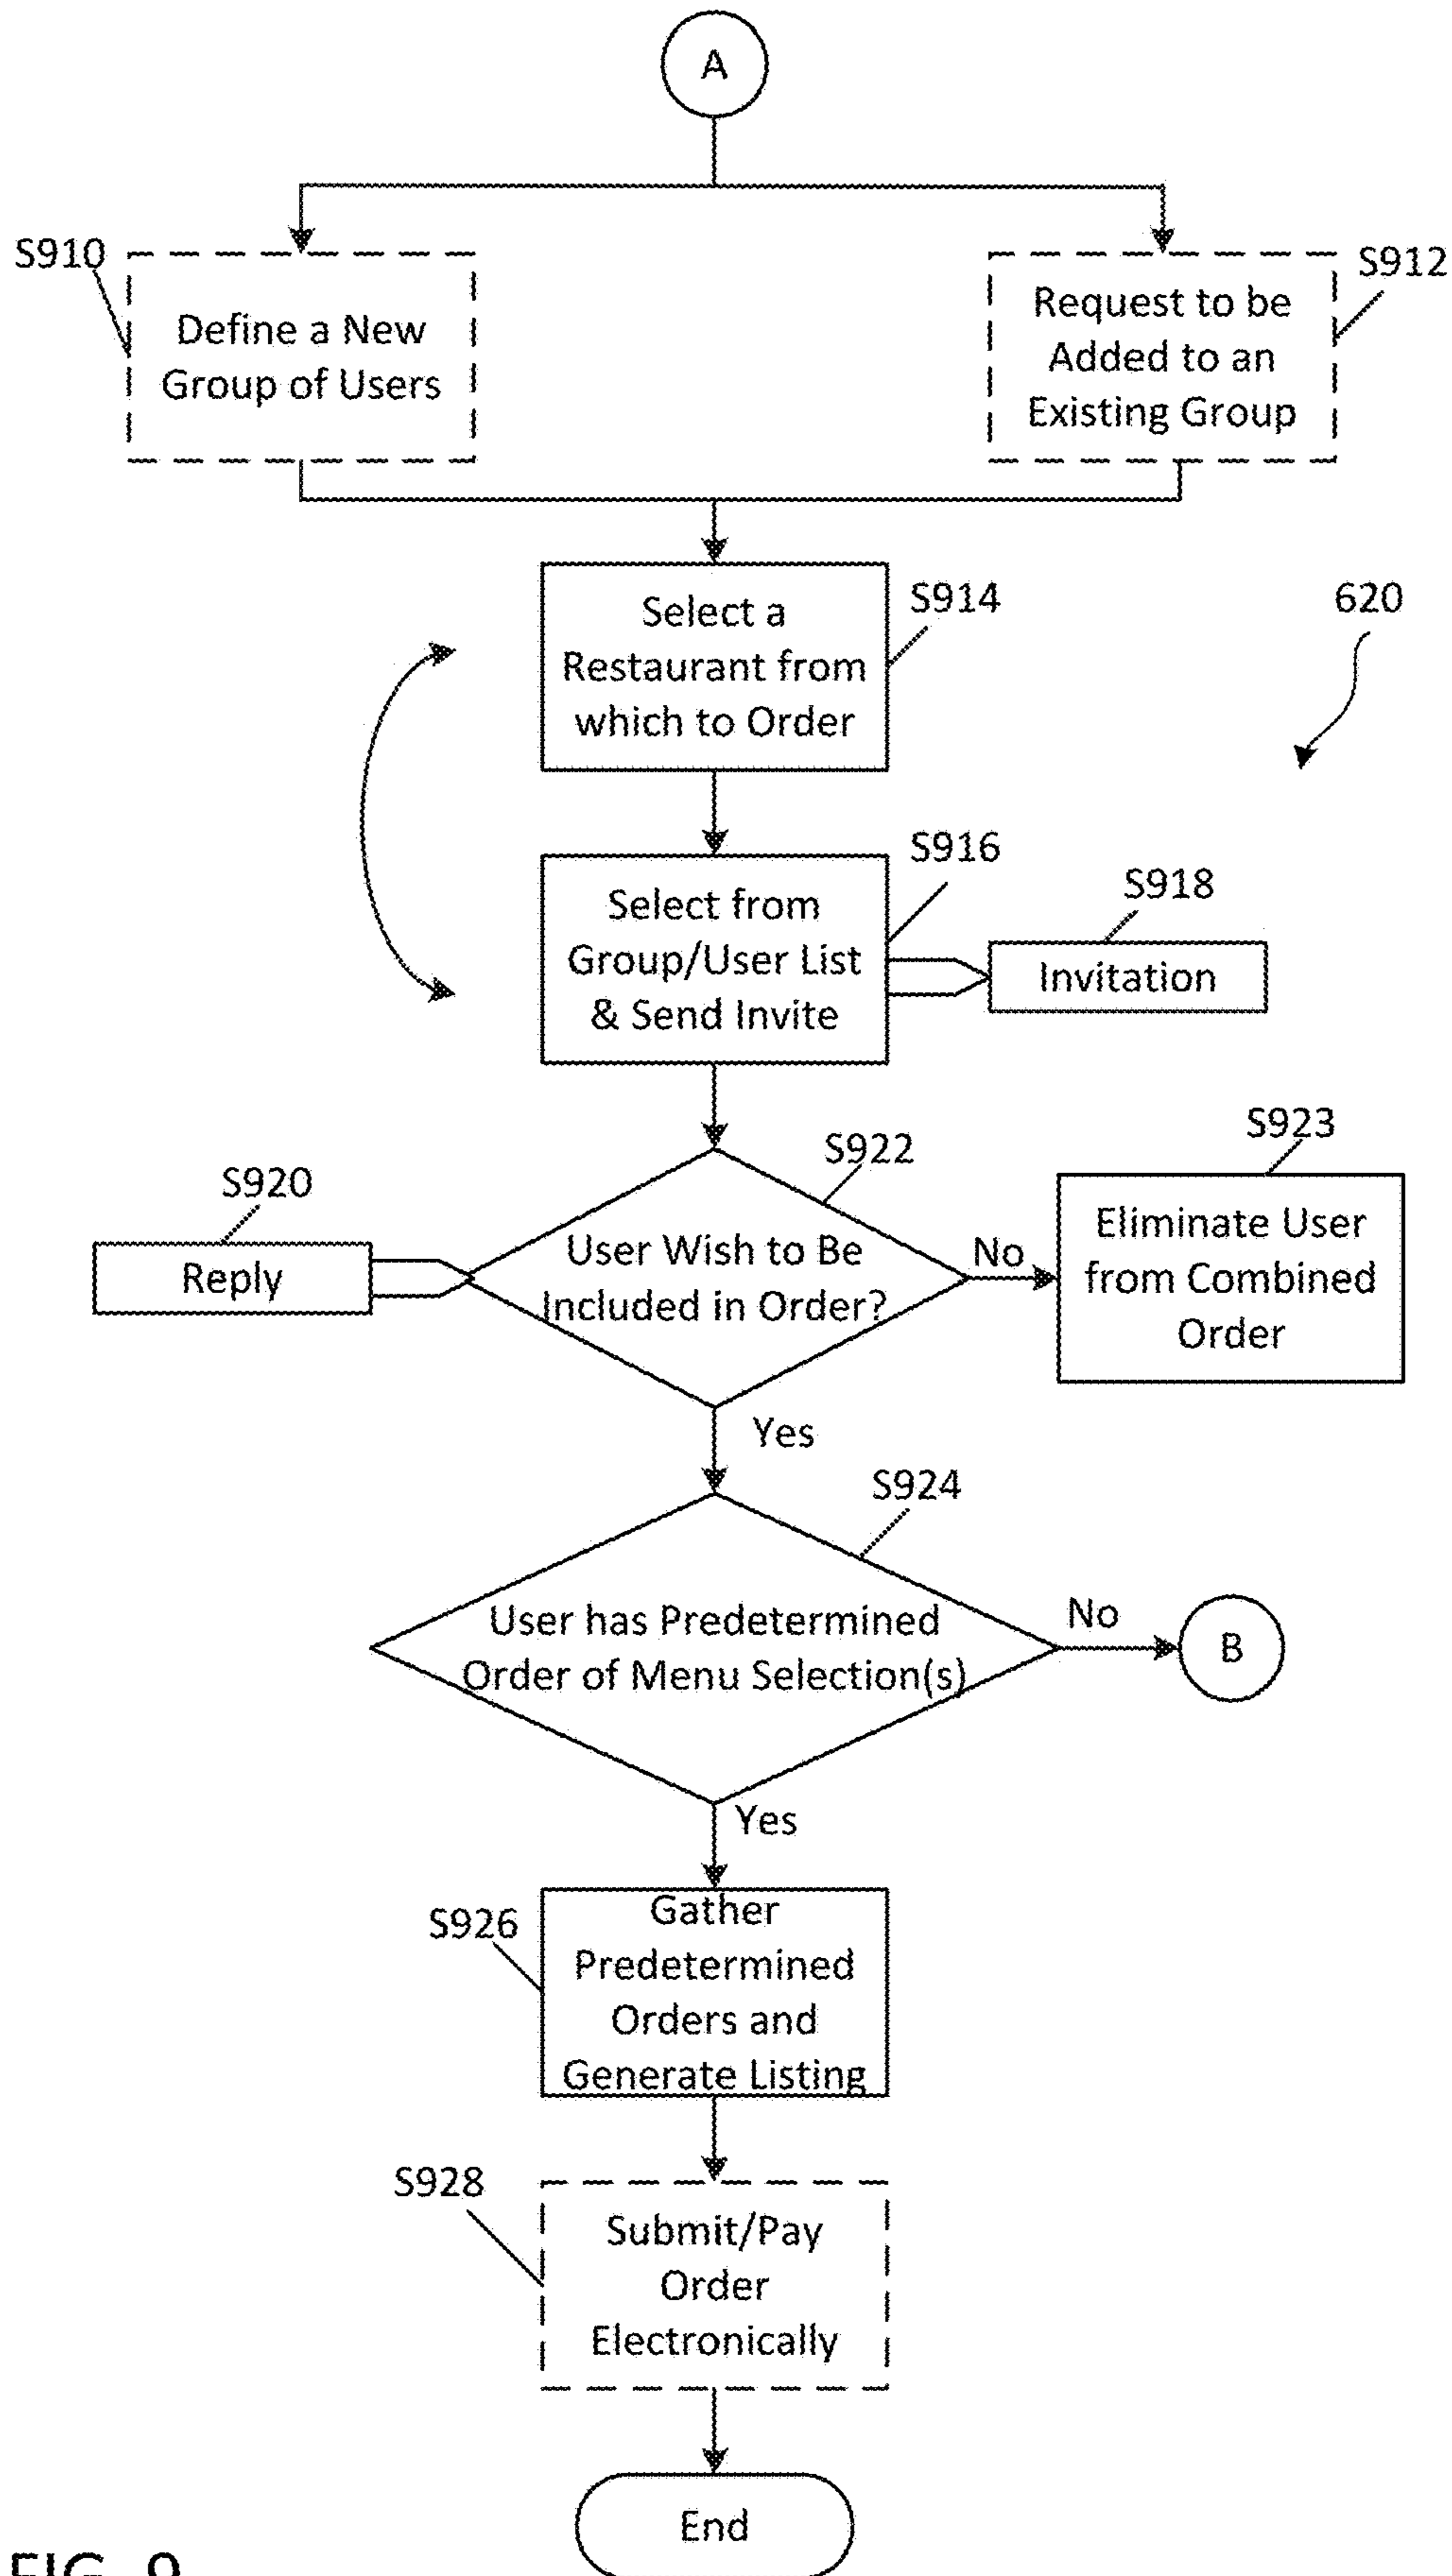 A
S910
Define a New
Group of Users
S912
Request to be
Added to an
Existing Group
Select a
Restaurant from
which to Order
S914
620
Select from
Group/User List
& Send Invite
S916
S918
Invitation
S920
Reply
S922
User Wish to Be
Included in Order?
No
S923
Eliminate User
from Combined
Order
Yes
S924
User has Predetermined
Order of Menu Selection(s)
No
B
Yes
S926
Gather
Predetermined
Orders and
Generate Listing
S928
Submit/Pay
Order
Electronically
End
FIG. 9